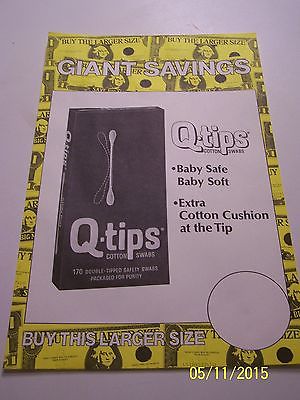 BUY THE LARGER SIZE
GIANT SAVINGS
Q-tips®
COTTON SWABS
•Baby Safe
Baby Soft
•Extra
Cotton Cushion
at the Tip
Q-tips®
COTTON SWABS
170 DOUBLE-TIPPED SAFETY SWABS
PACKAGED FOR PURITY
BUY THIS LARGER SIZE
05/11/2015